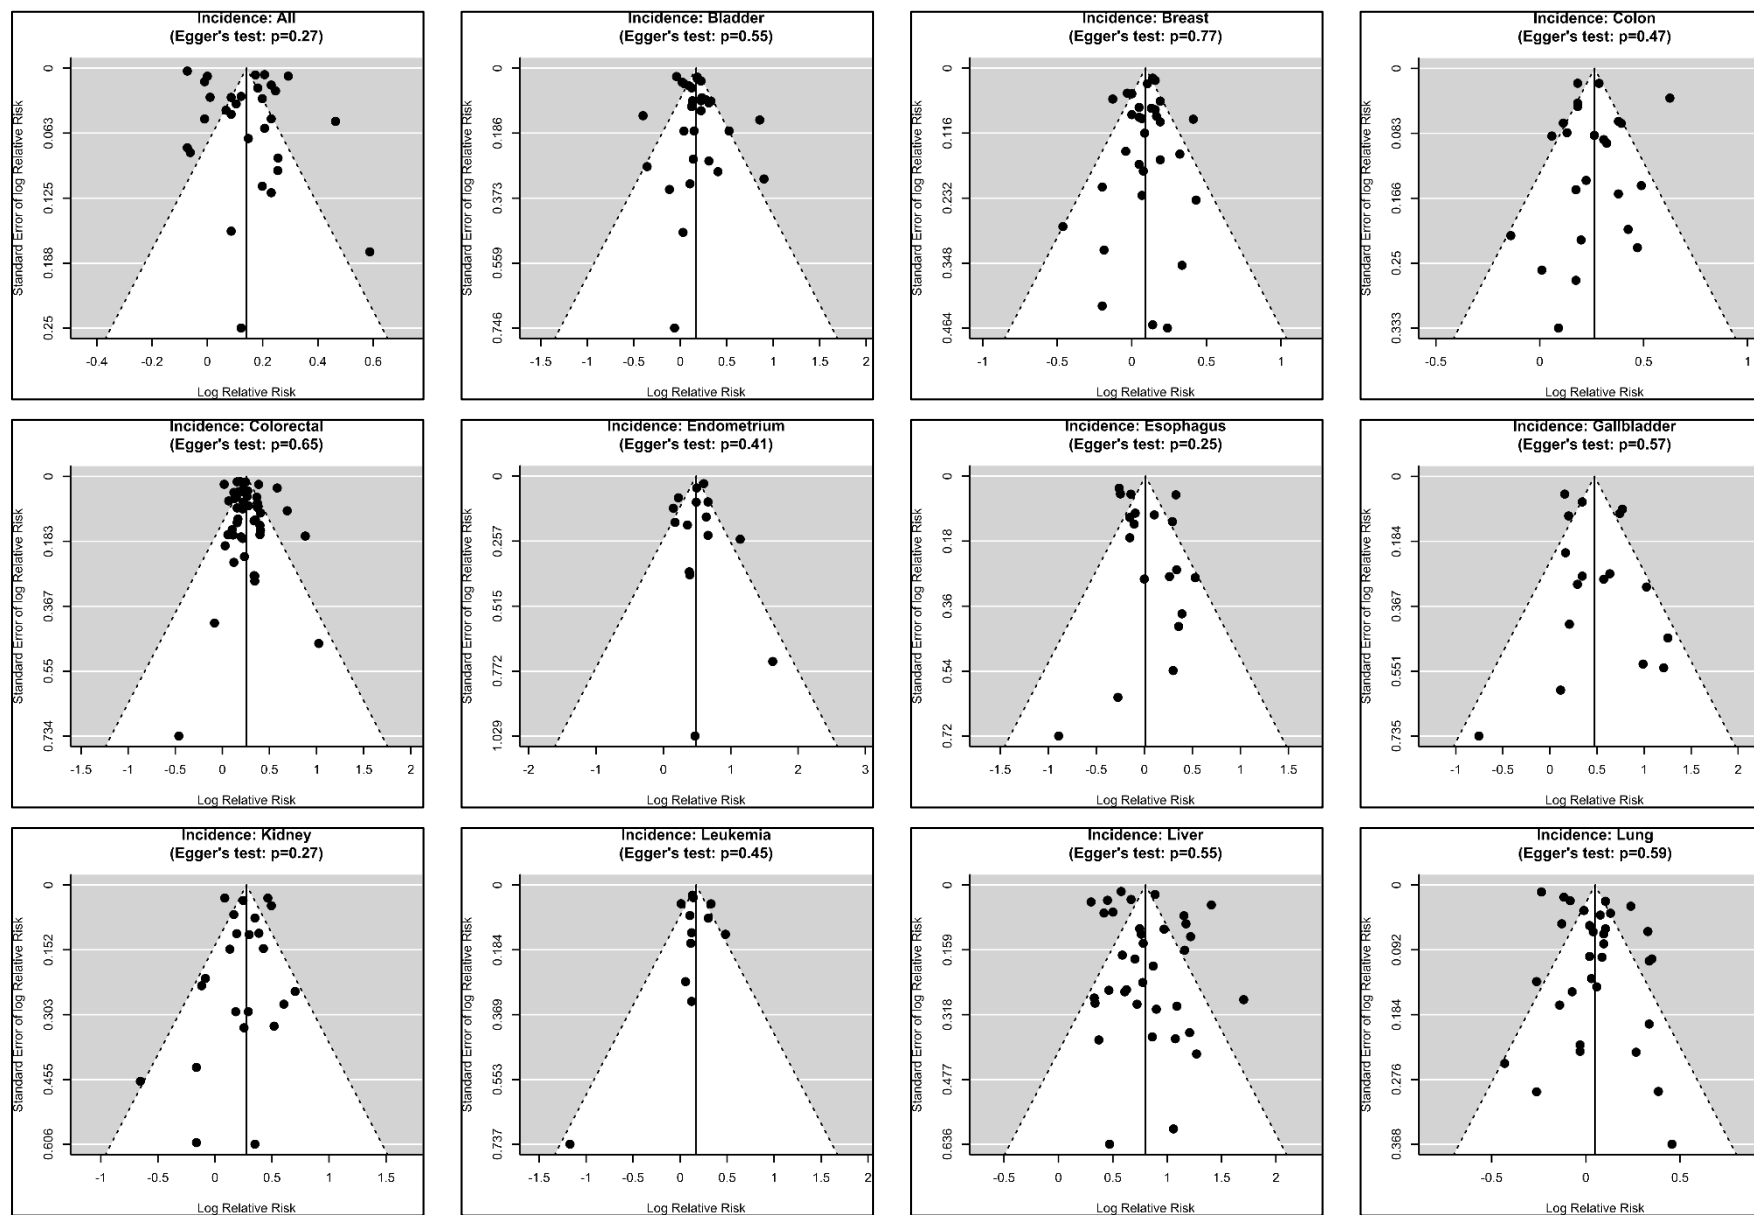 Incidence: All
(Egger's test: p=0.27)
Standard Error of log Relative Risk
0
0.063
0.125
0.188
0.25
-0.4 -0.2 0 0.2 0.4 0.6
Log Relative Risk
Incidence: Bladder
(Egger's test: p=0.55)
Standard Error of log Relative Risk
0
0.186
0.373
0.559
0.746
-1.5 -1 -0.5 0 0.5 1 1.5 2
Log Relative Risk
Incidence: Breast
(Egger's test: p=0.77)
Standard Error of log Relative Risk
0
0.116
0.232
0.348
0.464
-1 -0.5 0 0.5 1
Log Relative Risk
Incidence: Colon
(Egger's test: p=0.47)
Standard Error of log Relative Risk
0
0.083
0.166
0.25
0.333
-0.5 0 0.5 1
Log Relative Risk
Incidence: Colorectal
(Egger's test: p=0.65)
Standard Error of log Relative Risk
0
0.183
0.367
0.55
0.734
-1.5 -1 -0.5 0 0.5 1 1.5 2
Log Relative Risk
Incidence: Endometrium
(Egger's test: p=0.41)
Standard Error of log Relative Risk
0
0.257
0.515
0.772
1.029
-2 -1 0 1 2 3
Log Relative Risk
Incidence: Esophagus
(Egger's test: p=0.25)
Standard Error of log Relative Risk
0
0.18
0.36
0.54
0.72
-1.5 -1 -0.5 0 0.5 1 1.5
Log Relative Risk
Incidence: Gallbladder
(Egger's test: p=0.57)
Standard Error of log Relative Risk
0
0.184
0.367
0.551
0.735
-1 -0.5 0 0.5 1 1.5 2
Log Relative Risk
Incidence: Kidney
(Egger's test: p=0.27)
Standard Error of log Relative Risk
0
0.152
0.303
0.455
0.606
-1 -0.5 0 0.5 1 1.5
Log Relative Risk
Incidence: Leukemia
(Egger's test: p=0.45)
Standard Error of log Relative Risk
0
0.184
0.369
0.553
0.737
-1.5 -1 -0.5 0 0.5 1 1.5 2
Log Relative Risk
Incidence: Liver
(Egger's test: p=0.55)
Standard Error of log Relative Risk
0
0.159
0.318
0.477
0.636
-0.5 0 0.5 1 1.5 2
Log Relative Risk
Incidence: Lung
(Egger's test: p=0.59)
Standard Error of log Relative Risk
0
0.092
0.184
0.276
0.368
-0.5 0 0.5
Log Relative Risk